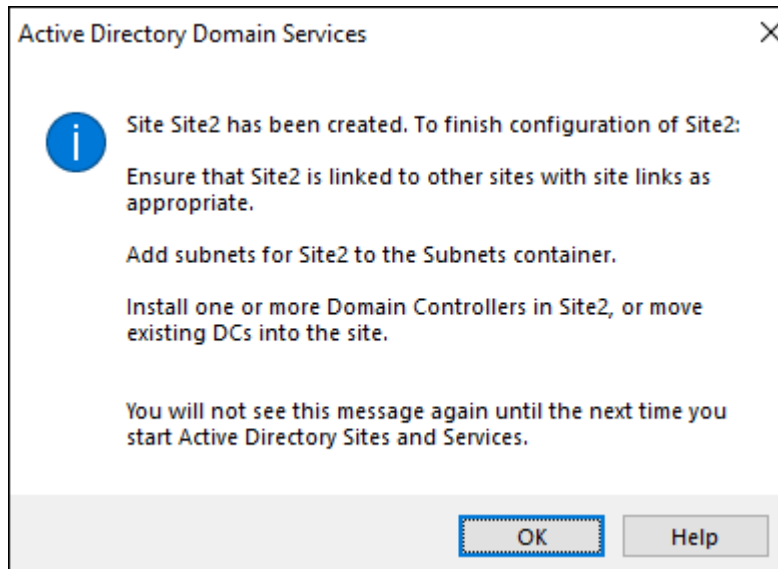 Active Directory Domain Services
Site Site2 has been created. To finish configuration of Site2:
Ensure that Site2 is linked to other sites with site links as
appropriate.
Add subnets for Site2 to the Subnets container.
Install one or more Domain Controllers in Site2, or move
existing DCs into the site.
You will not see this message again until the next time you
start Active Directory Sites and Services.
OK
Help